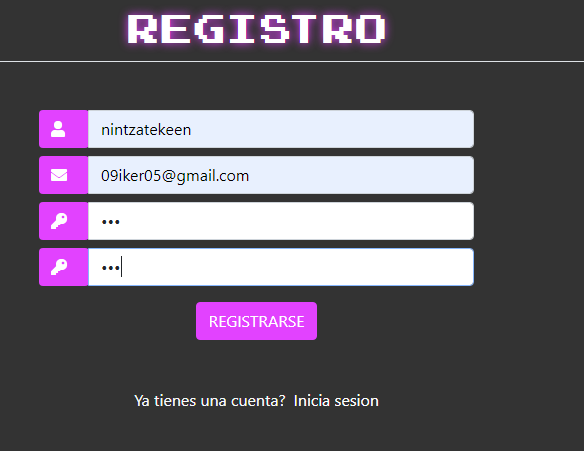 REGISTRO
nintzatekeen
09iker05@gmail.com
•••
•••
REGISTRARSE
Ya tienes una cuenta? Inicia sesion